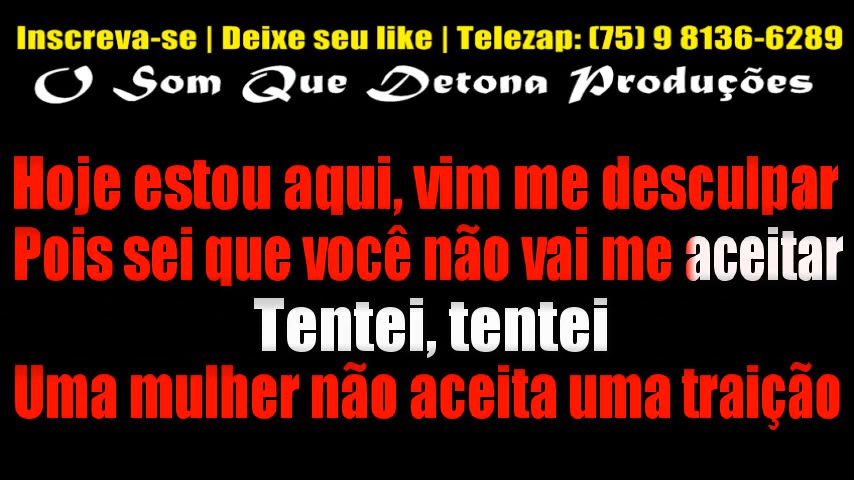 Inscreva-se | Deixe seu like | Telezap: (75) 9 8136-6289
O Som Que Detona Produções
Hoje estou aqui, vim me desculpar
Pois sei que você não vai me aceitar
Tentei, tentei
Uma mulher não aceita uma traição